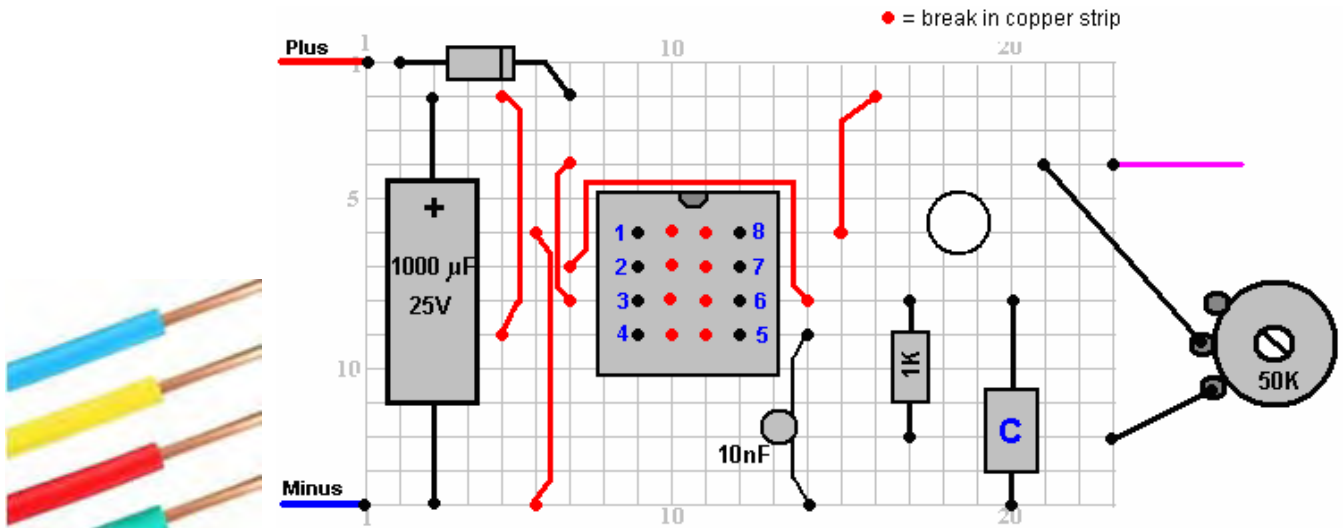 = break in copper strip
Plus
1 10 20
1
5
10
+
1000 µF
25V
1 8
2 7
3 6
4 5
1K
C
50K
10nF
Minus
1 10 20